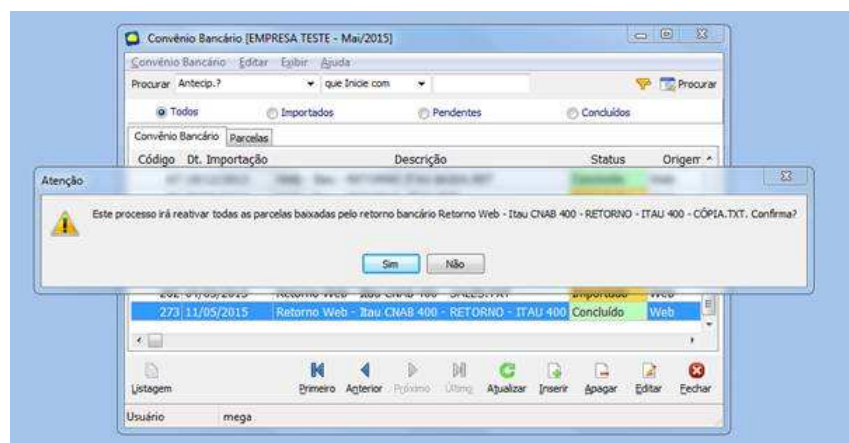 Convênio Bancário [EMPRESA TESTE - Mai/2015]
Convênio Bancário Editar Exibir Ajuda
Procurar Antecip.? que Inicie com Procurar
Todos Importados Pendentes Concluídos
Convênio Bancário Parcelas
Código Dt. Importação Descrição Status Origem
Atenção
Este processo irá reativar todas as parcelas baixadas pelo retorno bancário Retorno Web - Itau CNAB 400 - RETORNO - ITAU 400 - CÓPIA.TXT. Confirma?
Sim Não
273 11/05/2015 Retorno Web - Itau CNAB 400 - RETORNO - ITAU 400 Concluído Web
Listagem Primeiro Anterior Próximo Último Atualizar Inserir Apagar Editar Fechar
Usuário mega